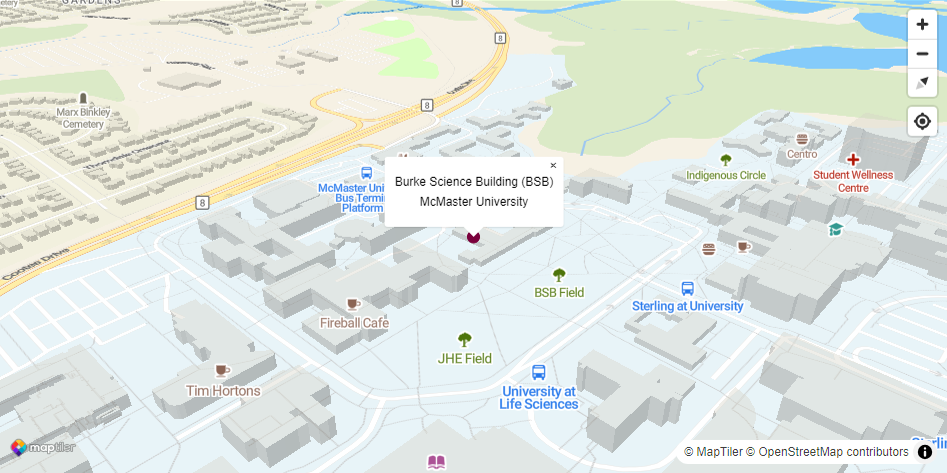 GARDENS
8
8
Marx Binkley
Cemetery
8
Cootes Drive
McMaster Uni
Bus Termin
Platform
×
Burke Science Building (BSB)
McMaster University
Indigenous Circle
Centro
Student Wellness
Centre
BSB Field
Sterling at University
Fireball Cafe
JHE Field
Tim Hortons
University at
Life Sciences
Sterlin
maptiler
© MapTiler © OpenStreetMap contributors